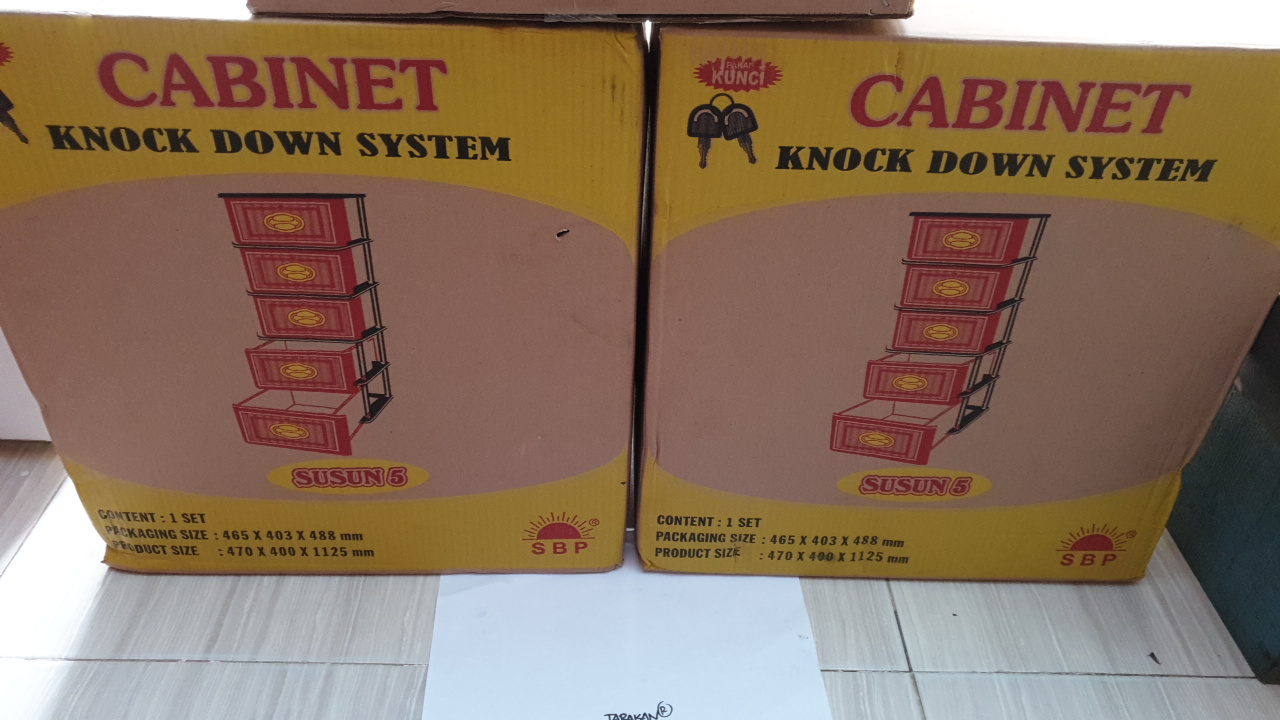 CABINET
KNOCK DOWN SYSTEM
SUSUN 5
CONTENT : 1 SET
PACKAGING SIZE : 465 X 403 X 488 mm
PRODUCT SIZE : 470 X 400 X 1125 mm
SBP ®
PAKAI
KUNCI
CABINET
KNOCK DOWN SYSTEM
SUSUN 5
CONTENT : 1 SET
PACKAGING SIZE : 465 X 403 X 488 mm
PRODUCT SIZE : 470 X 400 X 1125 mm
SBP ®
TARAKAN ®